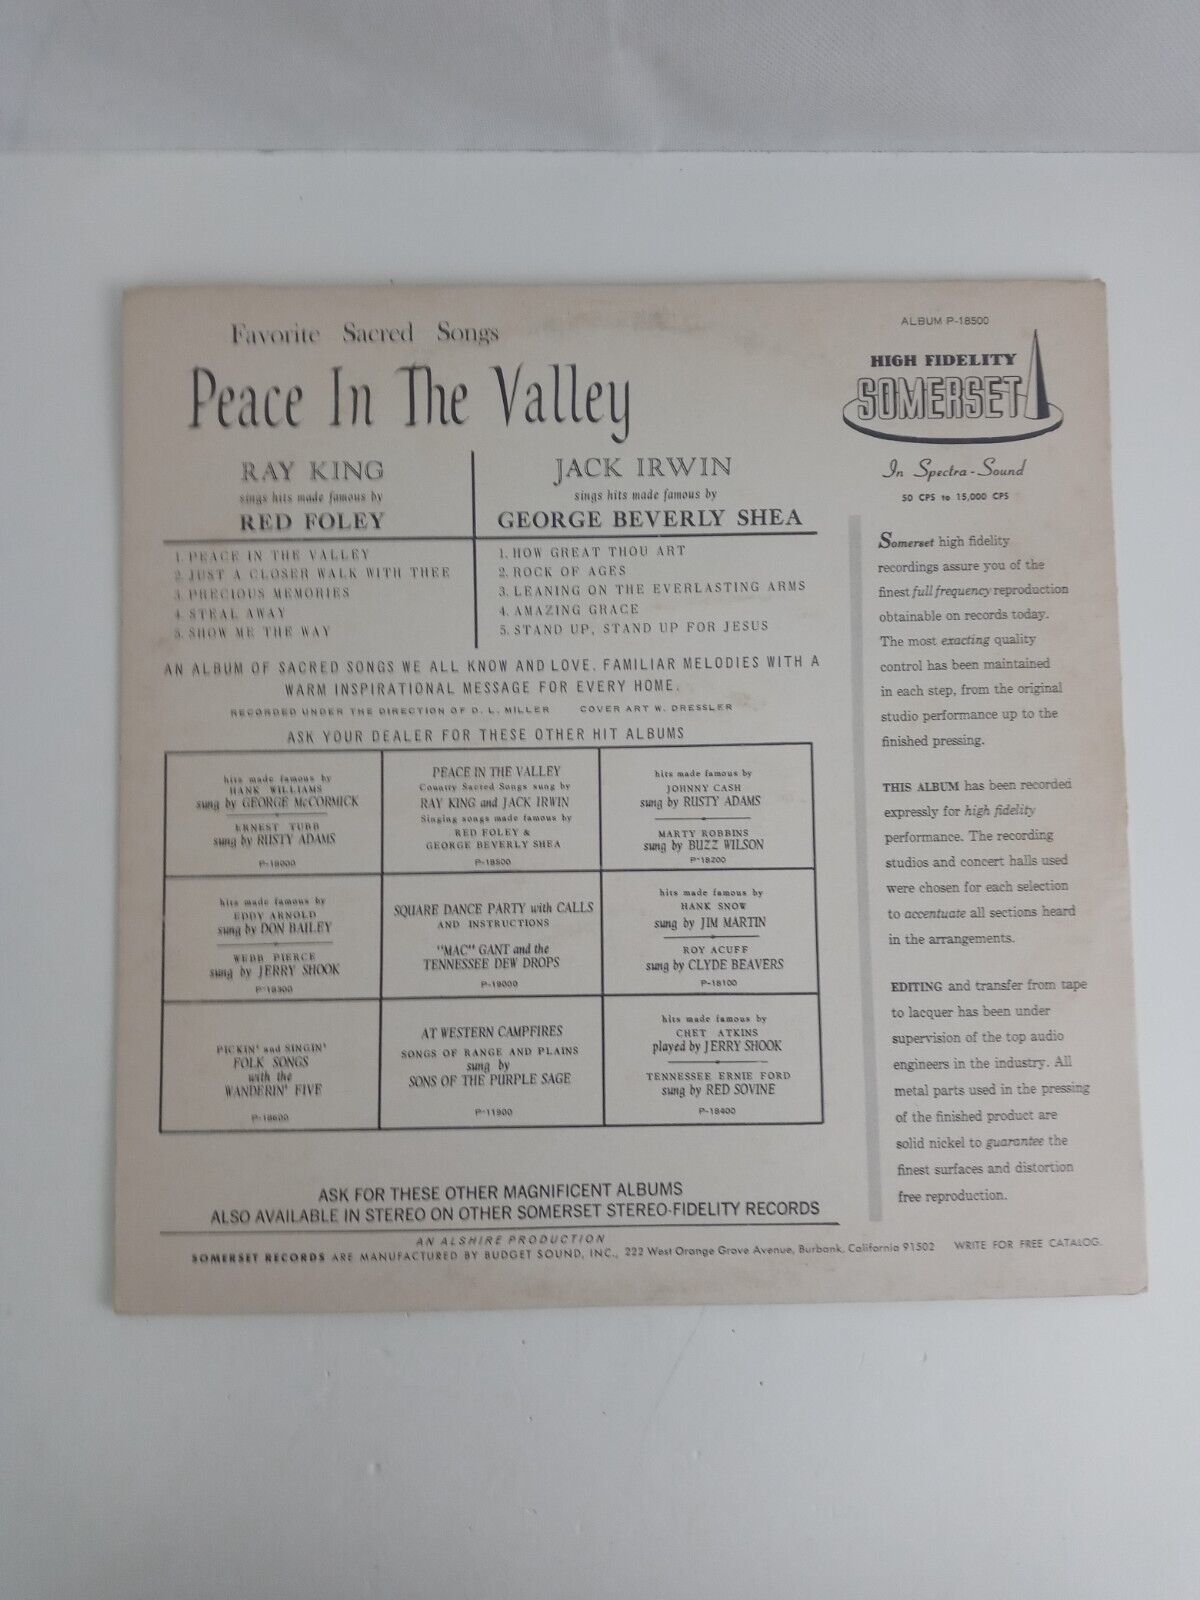 Favorite Sacred Songs
Peace In The Valley
RAY KING
sings hits made famous by
RED FOLEY
1. PEACE IN THE VALLEY
2. JUST A CLOSER WALK WITH THEE
3. PRECIOUS MEMORIES
4. STEAL AWAY
5. SHOW ME THE WAY
JACK IRWIN
sings hits made famous by
GEORGE BEVERLY SHEA
1. HOW GREAT THOU ART
2. ROCK OF AGES
3. LEANING ON THE EVERLASTING ARMS
4. AMAZING GRACE
5. STAND UP, STAND UP FOR JESUS
AN ALBUM OF SACRED SONGS WE ALL KNOW AND LOVE. FAMILIAR MELODIES WITH A
WARM INSPIRATIONAL MESSAGE FOR EVERY HOME.
RECORDED UNDER THE DIRECTION OF D. L. MILLER COVER ART W. DRESSLER
ASK YOUR DEALER FOR THESE OTHER HIT ALBUMS
hits made famous by
HANK WILLIAMS
sung by GEORGE McCORMICK
ERNEST TUBB
sung by RUSTY ADAMS
P-18000
PEACE IN THE VALLEY
Country Sacred Songs sung by
RAY KING and JACK IRWIN
Singing songs made famous by
RED FOLEY &
GEORGE BEVERLY SHEA
P-18500
hits made famous by
JOHNNY CASH
sung by RUSTY ADAMS
MARTY ROBBINS
sung by BUZZ WILSON
P-18200
hits made famous by
EDDY ARNOLD
sung by DON BAILEY
WEBB PIERCE
sung by JERRY SHOOK
P-18300
SQUARE DANCE PARTY with CALLS
AND INSTRUCTIONS
"MAC" GANT and the
TENNESSEE DEW DROPS
P-19000
hits made famous by
HANK SNOW
sung by JIM MARTIN
ROY ACUFF
sung by CLYDE BEAVERS
P-18100
PICKIN' and SINGIN'
FOLK SONGS
with the
WANDERIN' FIVE
P-18600
AT WESTERN CAMPFIRES
SONGS OF RANGE AND PLAINS
sung by
SONS OF THE PURPLE SAGE
P-11900
hits made famous by
CHET ATKINS
played by JERRY SHOOK
TENNESSEE ERNIE FORD
sung by RED SOVINE
P-18400
ASK FOR THESE OTHER MAGNIFICENT ALBUMS
ALSO AVAILABLE IN STEREO ON OTHER SOMERSET STEREO-FIDELITY RECORDS
AN ALSHIRE PRODUCTION
SOMERSET RECORDS ARE MANUFACTURED BY BUDGET SOUND, INC., 222 West Orange Grove Avenue, Burbank, California 91502 WRITE FOR FREE CATALOG.
ALBUM P-18500
HIGH FIDELITY
SOMERSET
In Spectra-Sound
50 CPS to 15,000 CPS
Somerset high fidelity
recordings assure you of the
finest full frequency reproduction
obtainable on records today.
The most exacting quality
control has been maintained
in each step, from the original
studio performance up to the
finished pressing.
THIS ALBUM has been recorded
expressly for high fidelity
performance. The recording
studios and concert halls used
were chosen for each selection
to accentuate all sections heard
in the arrangements.
EDITING and transfer from tape
to lacquer has been under
supervision of the top audio
engineers in the industry. All
metal parts used in the pressing
of the finished product are
solid nickel to guarantee the
finest surfaces and distortion
free reproduction.